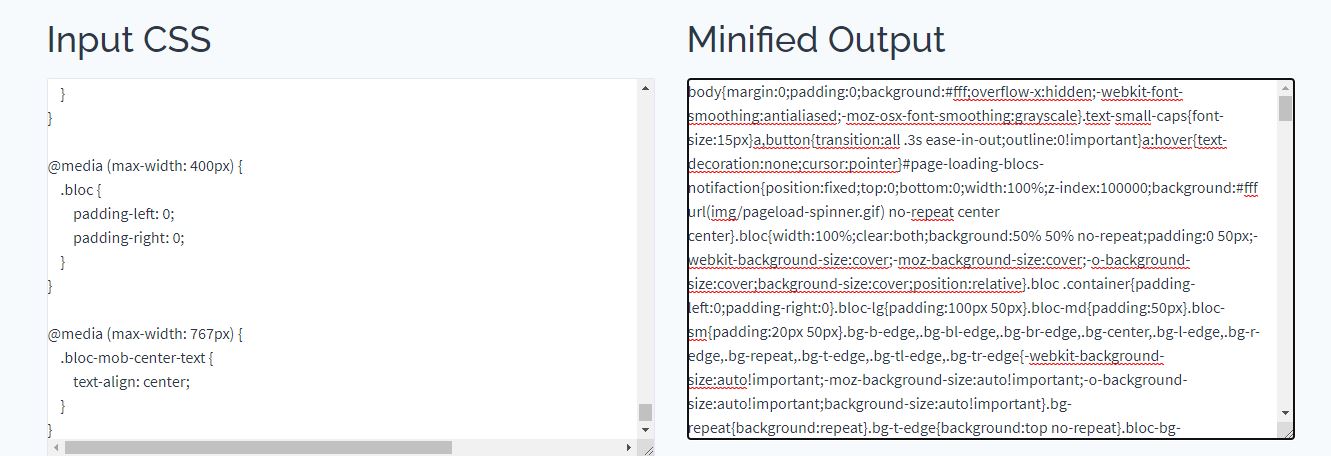 Input CSS
}
}
@media (max-width: 400px) {
.bloc {
padding-left: 0;
padding-right: 0;
}
}
@media (max-width: 767px) {
.bloc-mob-center-text {
text-align: center;
}
}
Minified Output
body{margin:0;padding:0;background:#fff;overflow-x:hidden;-webkit-font-
smoothing:antialiased;-moz-osx-font-smoothing:grayscale}.text-small-caps{font-
size:15px}a,button{transition:all .3s ease-in-out;outline:0!important}a:hover{text-
decoration:none;cursor:pointer}#page-loading-blocs-
notifaction{position:fixed;top:0;bottom:0;width:100%;z-index:100000;background:#fff
url(img/pageload-spinner.gif) no-repeat center
center}.bloc{width:100%;clear:both;background:50% 50% no-repeat;padding:0 50px;-
webkit-background-size:cover;-moz-background-size:cover;-o-background-
size:cover;background-size:cover;position:relative}.bloc .container{padding-
left:0;padding-right:0}.bloc-lg{padding:100px 50px}.bloc-md{padding:50px}.bloc-
sm{padding:20px 50px}.bg-b-edge,.bg-bl-edge,.bg-br-edge,.bg-center,.bg-l-edge,.bg-r-
edge,.bg-repeat,.bg-t-edge,.bg-tl-edge,.bg-tr-edge{-webkit-background-
size:auto!important;-moz-background-size:auto!important;-o-background-
size:auto!important;background-size:auto!important}.bg-
repeat{background:repeat}.bg-t-edge{background:top no-repeat}.bloc-bg-